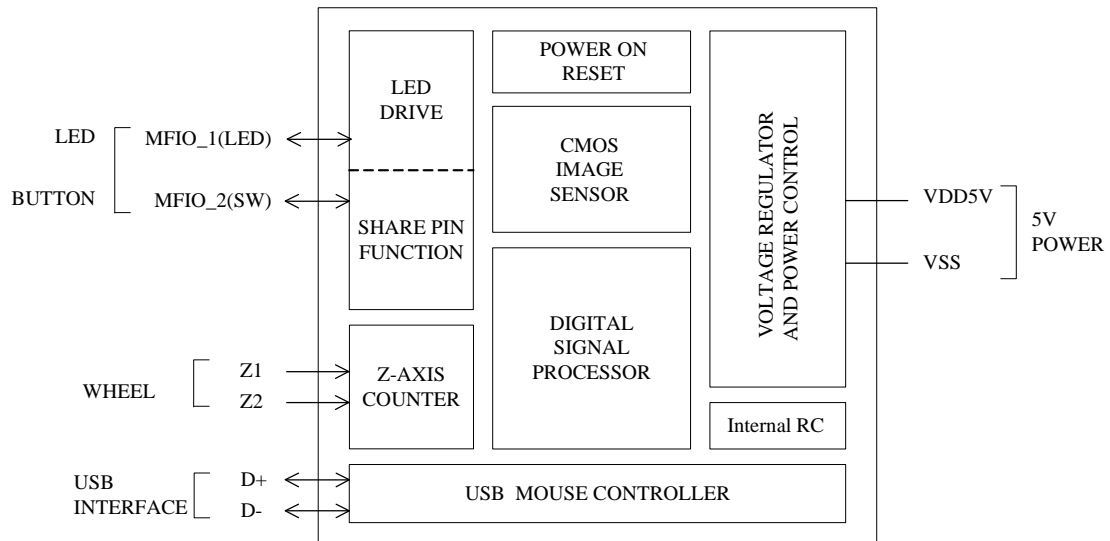 LED
BUTTON
MFIO_1(LED)
MFIO_2(SW)
WHEEL
Z1
Z2
USB
INTERFACE
D+
D-
LED
DRIVE
SHARE PIN
FUNCTION
Z-AXIS
COUNTER
POWER ON
RESET
CMOS
IMAGE
SENSOR
DIGITAL
SIGNAL
PROCESSOR
VOLTAGE REGULATOR
AND POWER CONTROL
Internal RC
USB MOUSE CONTROLLER
VDD5V
VSS
5V
POWER